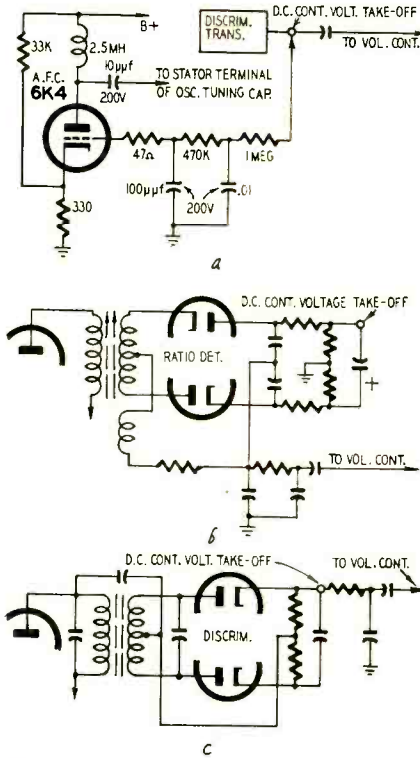 DISCRIM.
TRANS.
D.C. CONT. VOLT. TAKE-OFF
TO VOL. CONT.
B+
33K
2.5MH
10μμf
A.F.C.
6K4
200V
TO STATOR TERMINAL
OF OSC. TUNING CAP.
47Ω
470K
1 MEG
100μμf
200V
.01
330
a
D.C. CONT. VOLTAGE TAKE-OFF
RATIO DET.
+
TO VOL. CONT.
б
D.C. CONT. VOLT. TAKE-OFF
TO VOL. CONT.
DISCRIM.
c